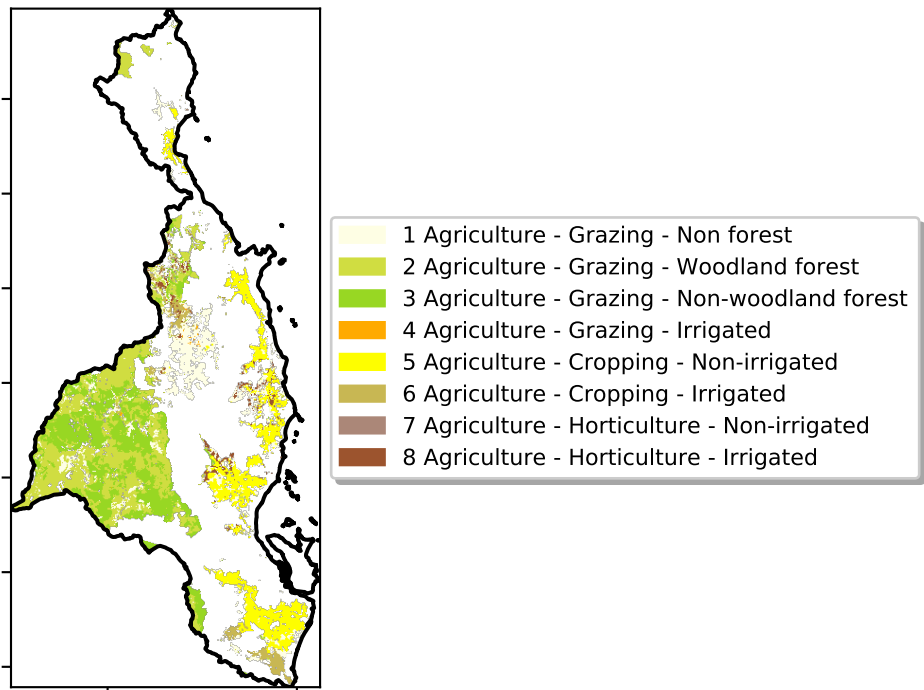 1 Agriculture - Grazing - Non forest
2 Agriculture - Grazing - Woodland forest
3 Agriculture - Grazing - Non-woodland forest
4 Agriculture - Grazing - Irrigated
5 Agriculture - Cropping - Non-irrigated
6 Agriculture - Cropping - Irrigated
7 Agriculture - Horticulture - Non-irrigated
8 Agriculture - Horticulture - Irrigated